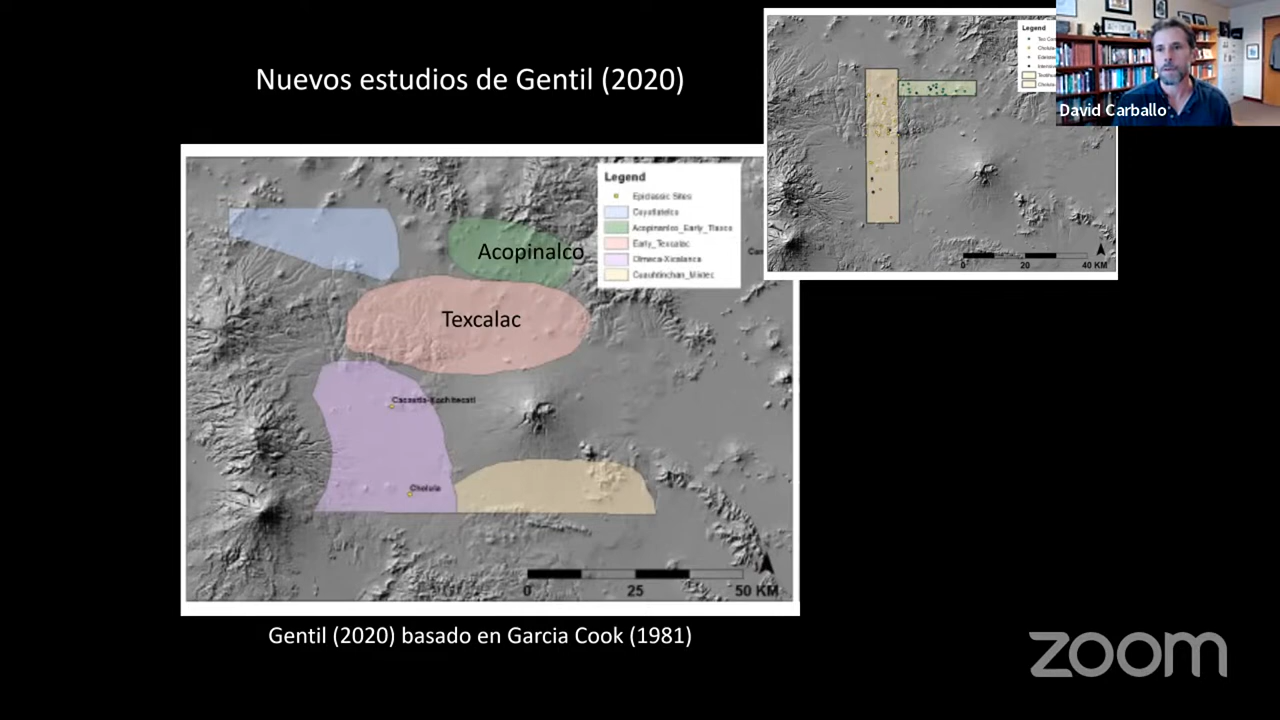 Nuevos estudios de Gentil (2020)
Legend
Epiclassic Sites
Coyotlatelco
Acopinalco_Early_Tlaxco
Early_Texcalac
Olmeca-Xicalanca
Cuauhtinchan_Mixtec
Acopinalco
Texcalac
Cacaxtla-Xochitecatl
Cholula
0 25 50 KM
Gentil (2020) basado en Garcia Cook (1981)
Legend
0 20 40 KM
David Carballo
zoom